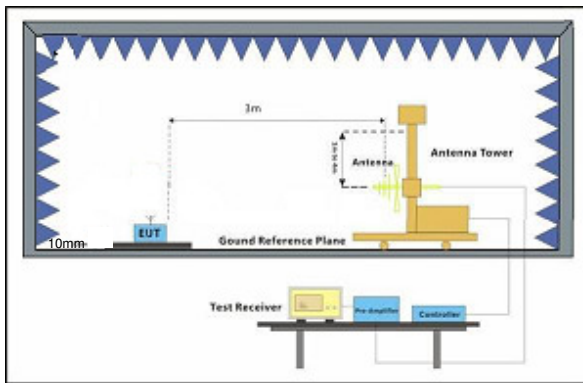 3m
Antenna
Antenna Tower
10mm
EUT
Gound Reference Plane
Test Receiver
Pre-Amplifier
Controller